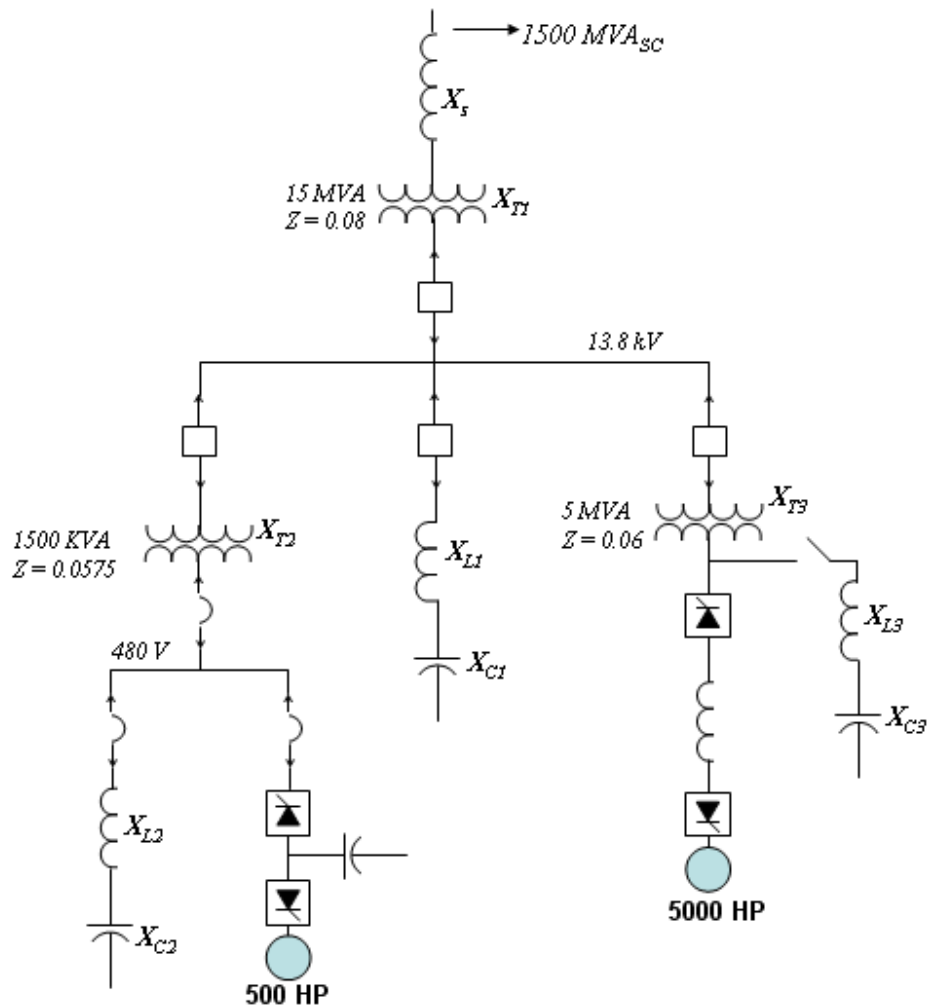 1500 MVA_SC
X_s
15 MVA
Z = 0.08
X_T1
13.8 kV
1500 KVA
Z = 0.0575
X_T2
X_L1
X_C1
5 MVA
Z = 0.06
X_T3
X_L3
X_C3
480 V
X_L2
X_C2
500 HP
5000 HP